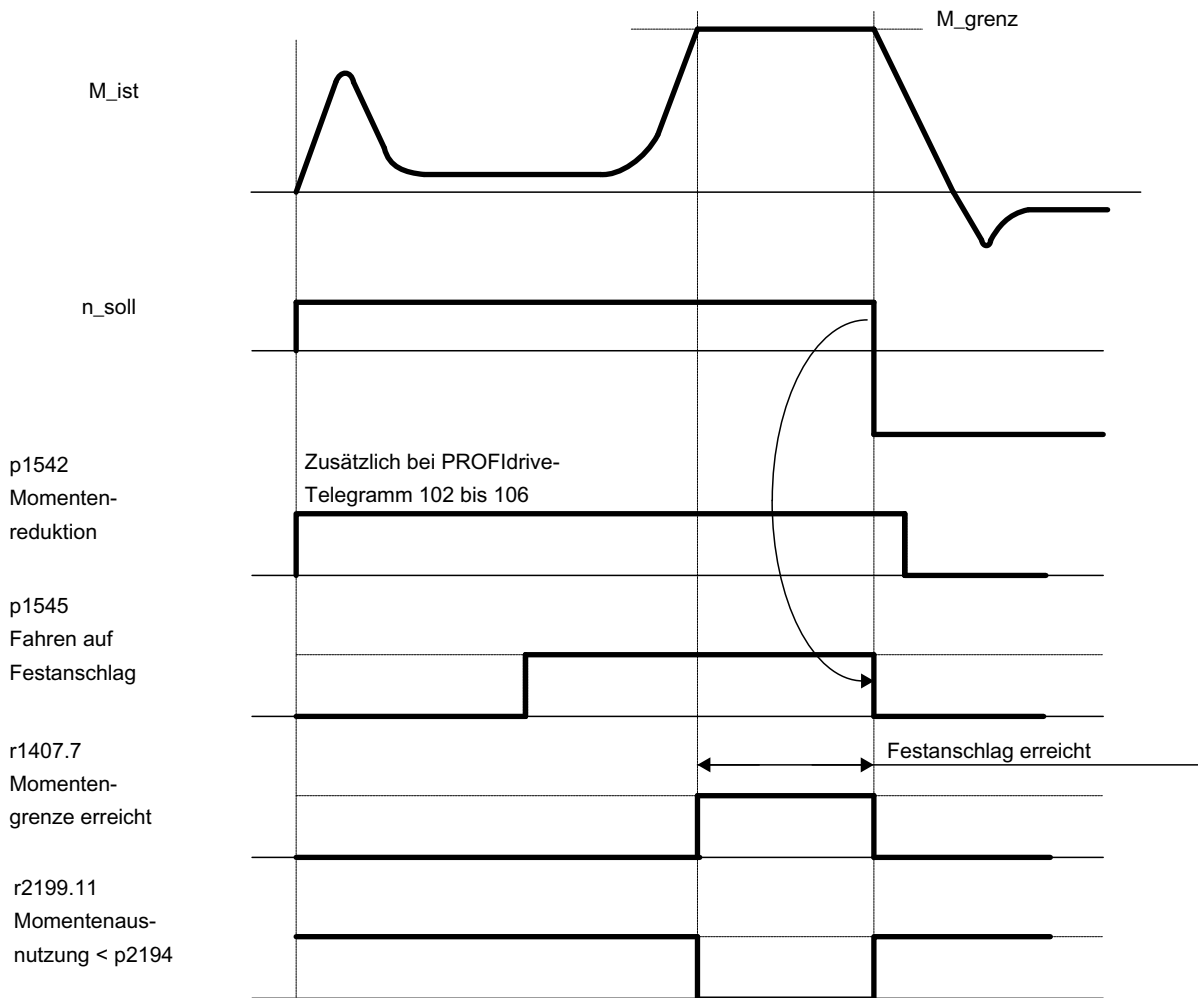 M_grenz
M_ist
n_soll
p1542
Momenten-
reduktion
Zusätzlich bei PROFIdrive-
Telegramm 102 bis 106
p1545
Fahren auf
Festanschlag
r1407.7
Momenten-
grenze erreicht
Festanschlag erreicht
r2199.11
Momentenaus-
nutzung < p2194